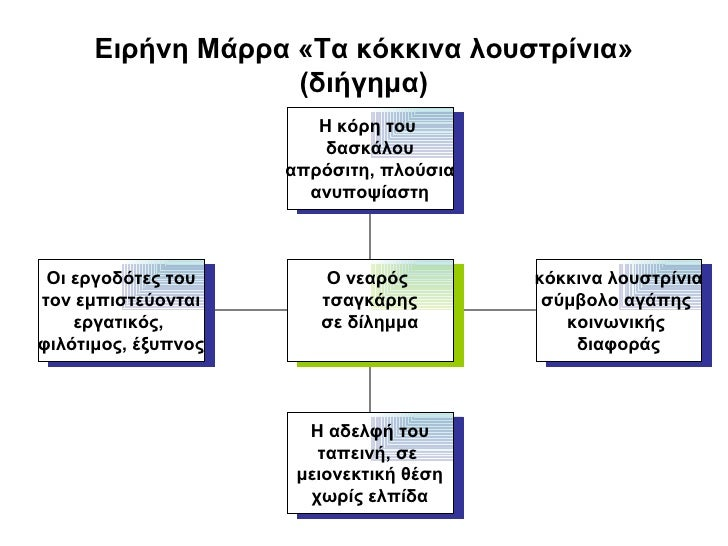 Ειρήνη Μάρρα «Τα κόκκινα λουστρίνια»
(διήγημα)
Η κόρη του
δασκάλου
απρόσιτη, πλούσια
ανυποψίαστη
Οι εργοδότες του
τον εμπιστεύονται
εργατικός,
φιλότιμος, έξυπνος
Ο νεαρός
τσαγκάρης
σε δίλημμα
κόκκινα λουστρίνια
σύμβολο αγάπης
κοινωνικής
διαφοράς
Η αδελφή του
ταπεινή, σε
μειονεκτική θέση
χωρίς ελπίδα